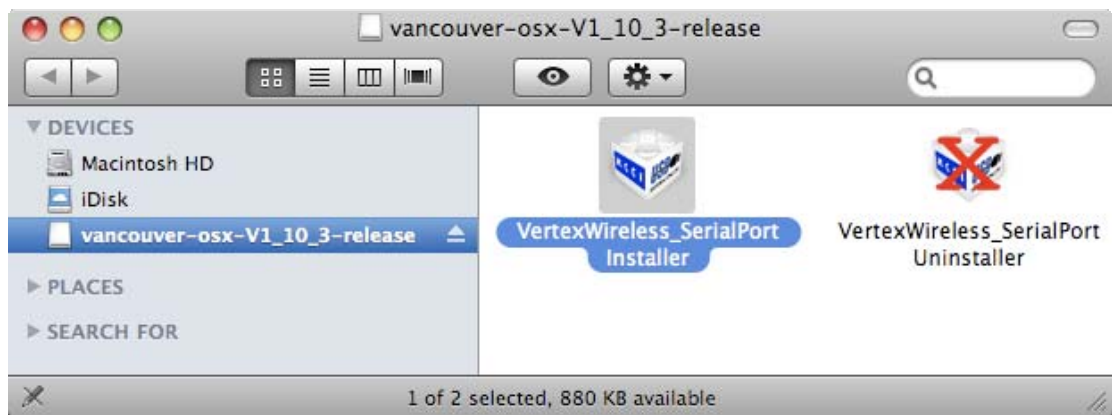 vancouver-osx-V1_10_3-release
DEVICES
Macintosh HD
iDisk
vancouver-osx-V1_10_3-release
PLACES
SEARCH FOR
VertexWireless_SerialPort
Installer
VertexWireless_SerialPort
Uninstaller
1 of 2 selected, 880 KB available